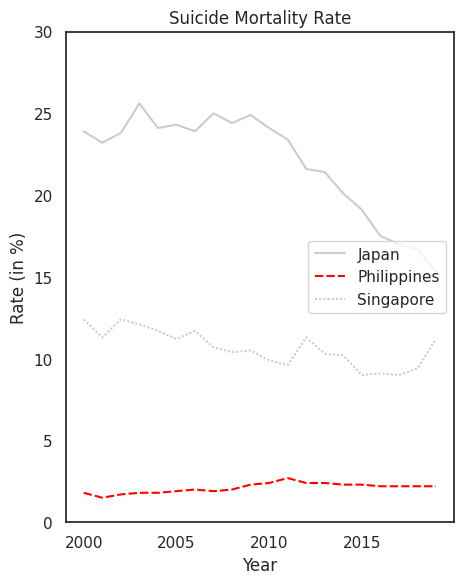 Suicide Mortality Rate
30
25
20
15
10
5
0
Rate (in %)
Japan
Philippines
Singapore
2000 2005 2010 2015
Year